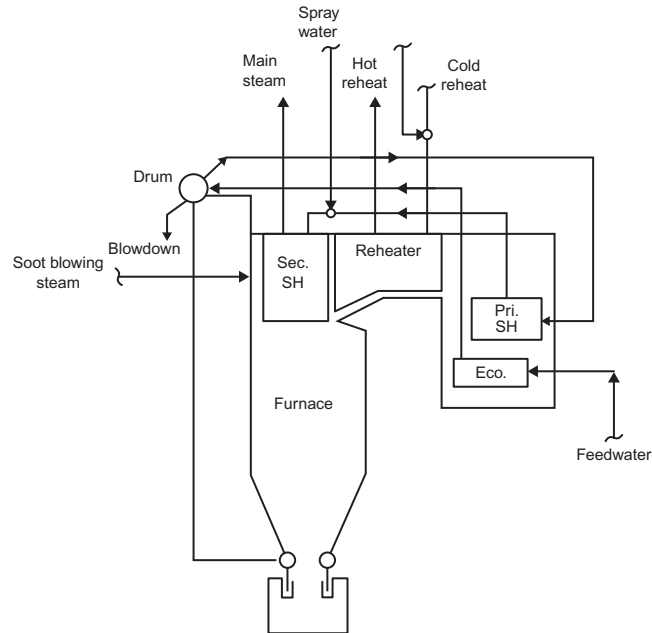 Spray
water
Main
steam
Hot
reheat
Cold
reheat
Drum
Blowdown
Soot blowing
steam
Sec.
SH
Reheater
Pri.
SH
Eco.
Furnace
Feedwater